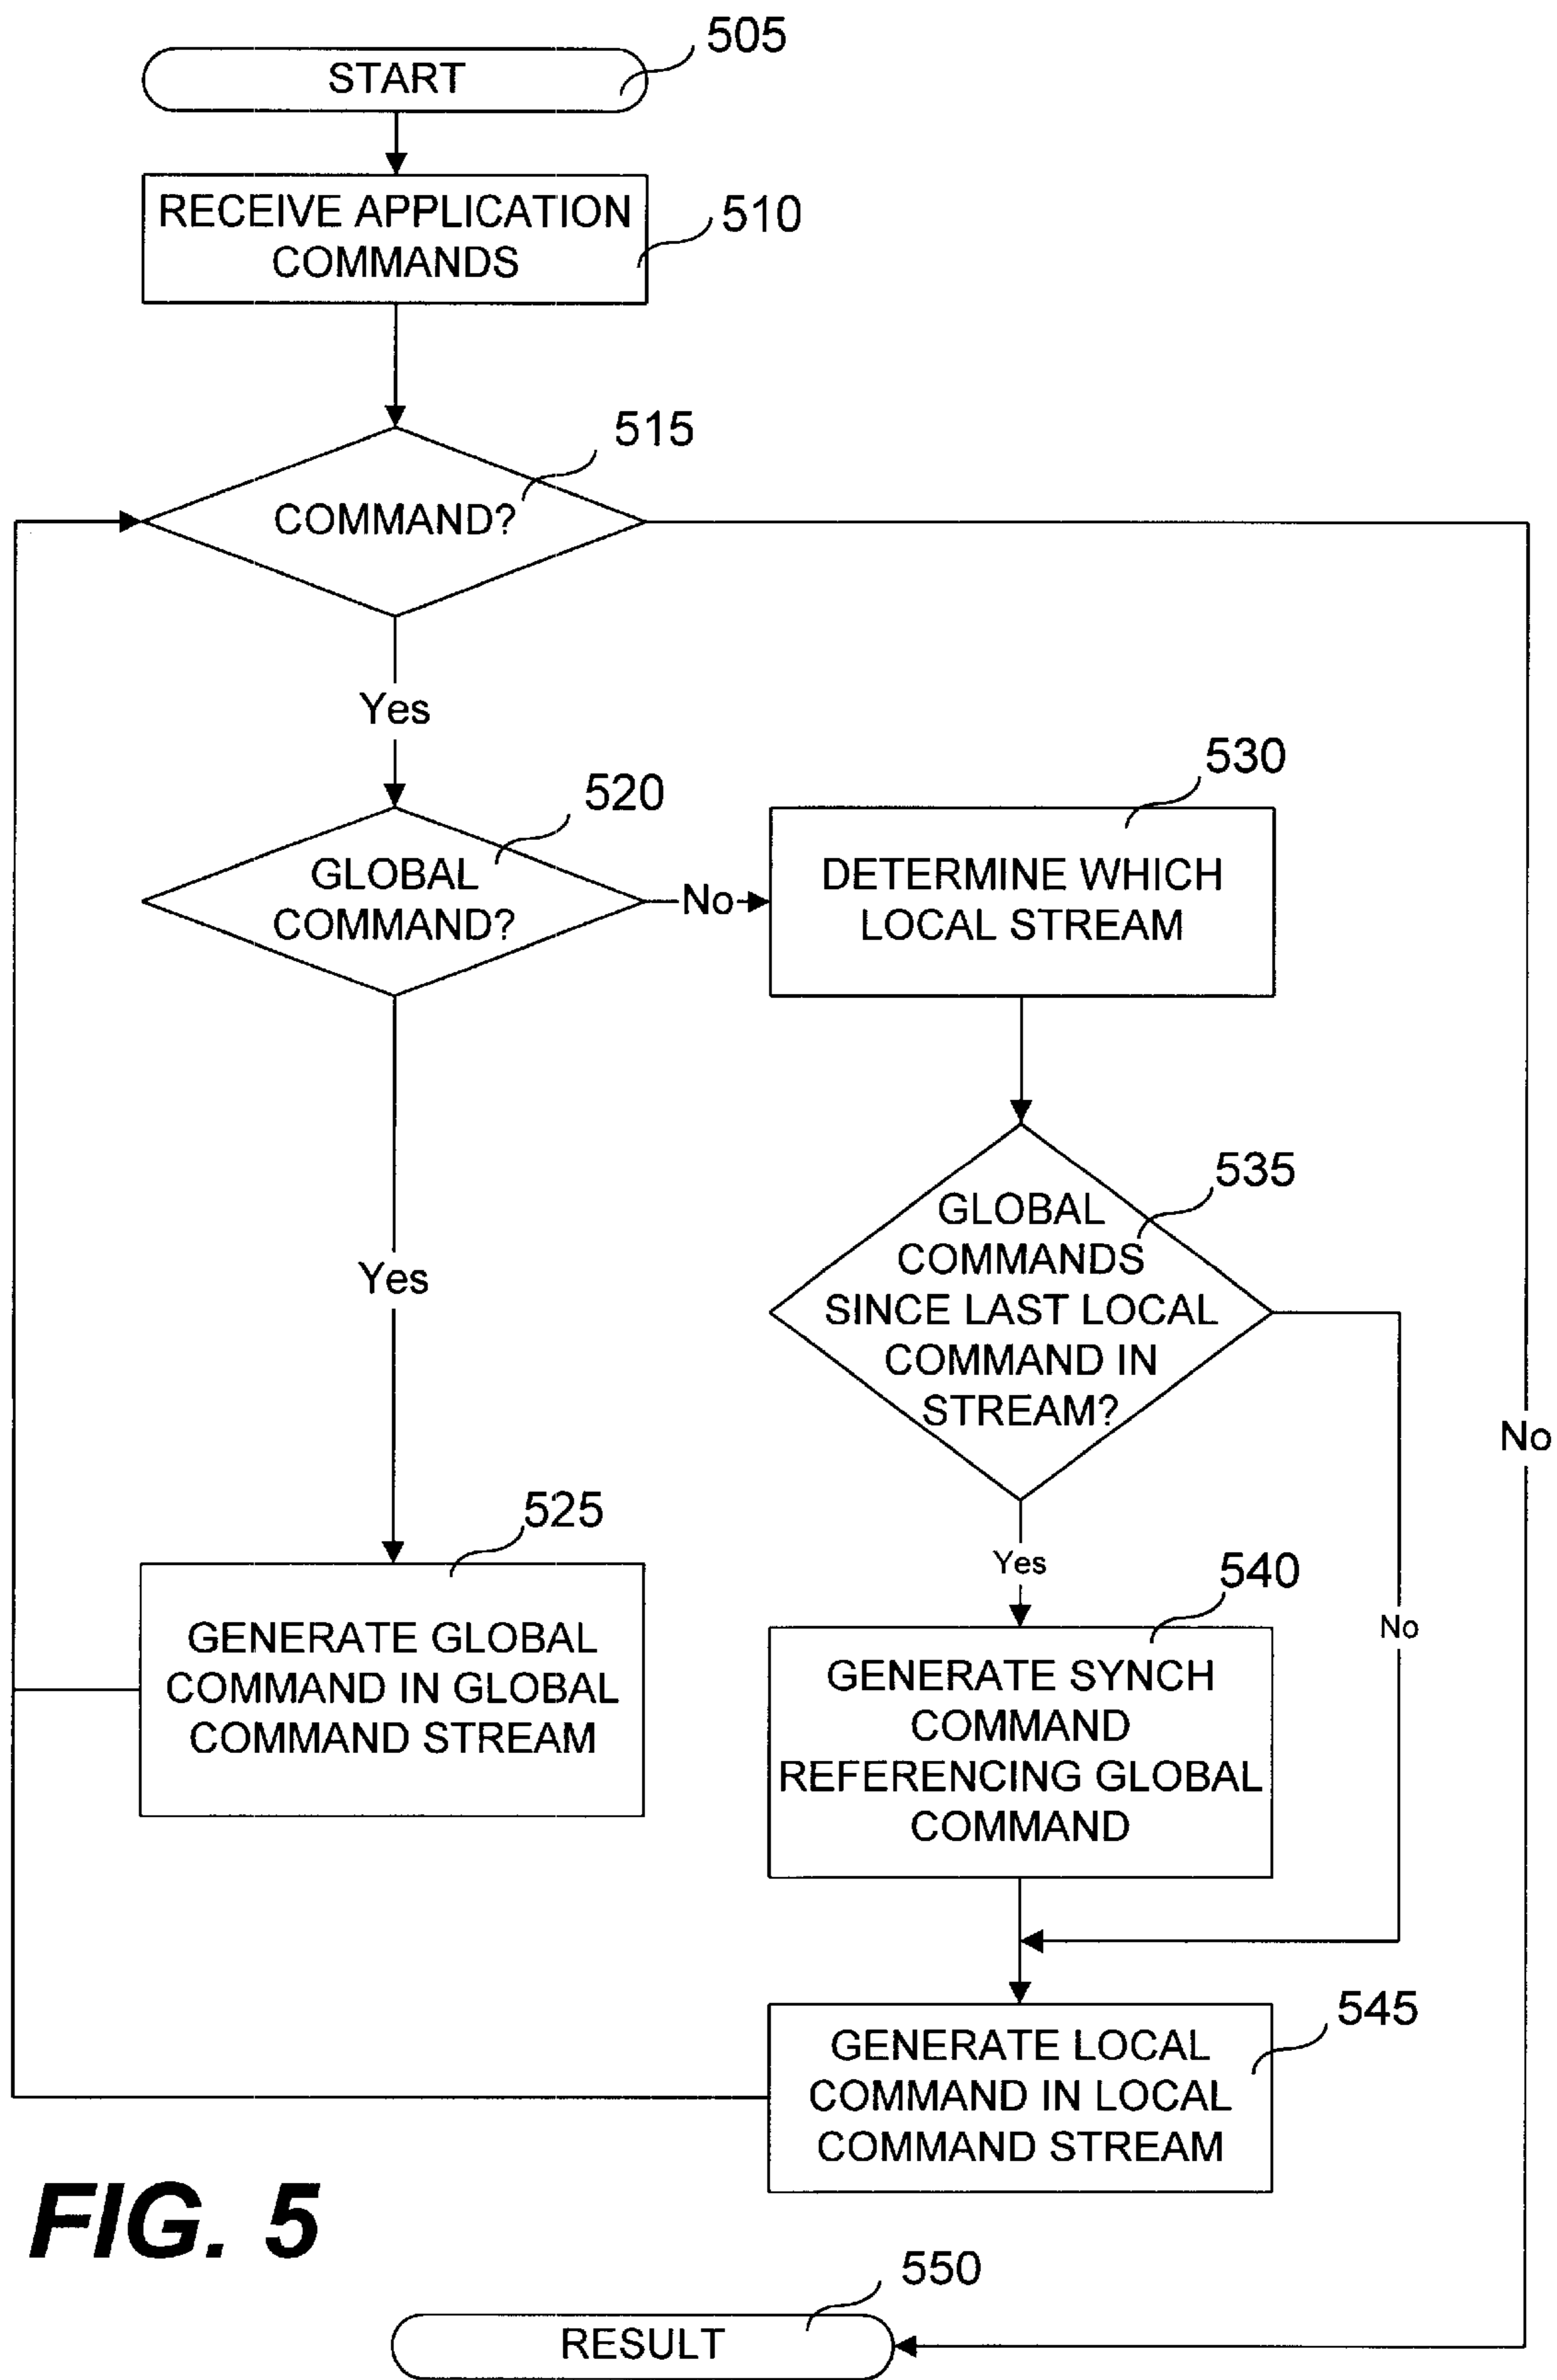 505
START
RECEIVE APPLICATION
COMMANDS
510
515
COMMAND?
Yes
520
GLOBAL
COMMAND?
No
530
DETERMINE WHICH
LOCAL STREAM
535
GLOBAL
COMMANDS
SINCE LAST LOCAL
COMMAND IN
STREAM?
Yes
No
No
Yes
525
GENERATE GLOBAL
COMMAND IN GLOBAL
COMMAND STREAM
540
GENERATE SYNCH
COMMAND
REFERENCING GLOBAL
COMMAND
545
GENERATE LOCAL
COMMAND IN LOCAL
COMMAND STREAM
FIG. 5
550
RESULT